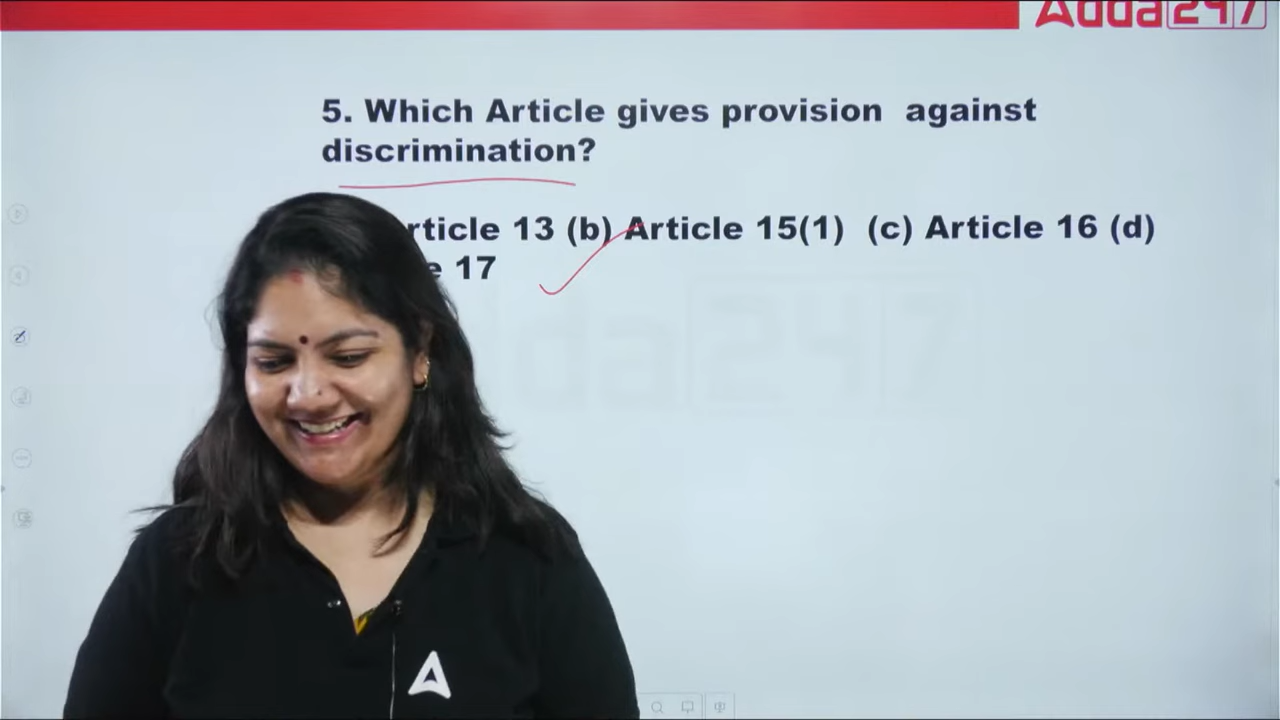 Adda247
5. Which Article gives provision against
discrimination?
rticle 13 (b) Article 15(1) (c) Article 16 (d)
e 17